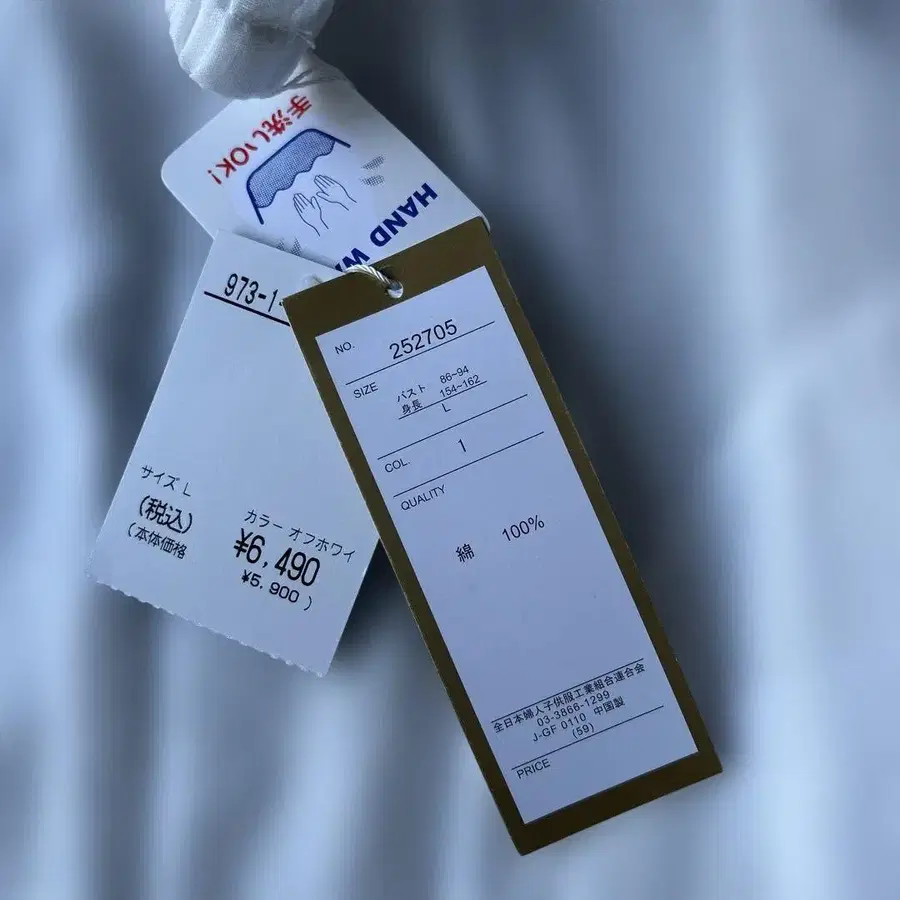 手洗いOK!
HAND W
973-1
サイズ L
カラー オフホワイ
(税込) ¥6,490
(本体価格 ¥5,900 )
NO. 252705
SIZE バスト 86~94
身長 154~162
L
COL. 1
QUALITY
綿 100%
全日本婦人子供服工業組合連合会
03-3866-1299
J-GF 0110 中国製
(59)
PRICE